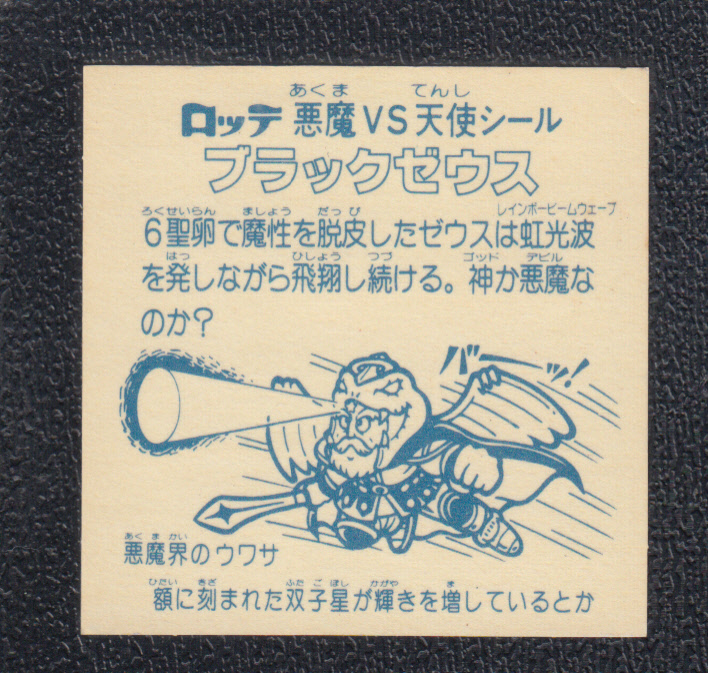 あくま てんし
ロッテ 悪魔VS天使シール
ブラックゼウス
ろくせいらん ましょう だっぴ レインボービームウェーブ
6聖卵で魔性を脱皮したゼウスは虹光波
はっ ひしょう つづ ゴッド デビル
を発しながら飛翔し続ける。神か悪魔な
のか?
バーッ!
あくまかい
悪魔界のウワサ
ひたい きざ ふたごぼし かがや ま
額に刻まれた双子星が輝きを増しているとか